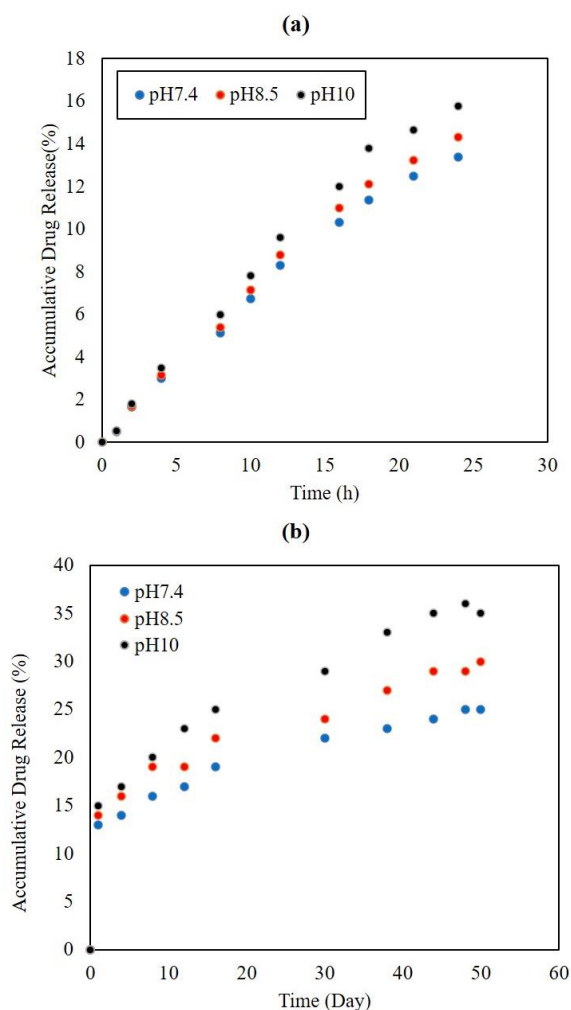 (a)
18
16
14
12
10
8
6
4
2
0
Accumulative Drug Release(%)
pH7.4 pH8.5 pH10
0 5 10 15 20 25 30
Time (h)
(b)
40
35
30
25
20
15
10
5
0
Accumulative Drug Release (%)
pH7.4
pH8.5
pH10
0 10 20 30 40 50 60
Time (Day)